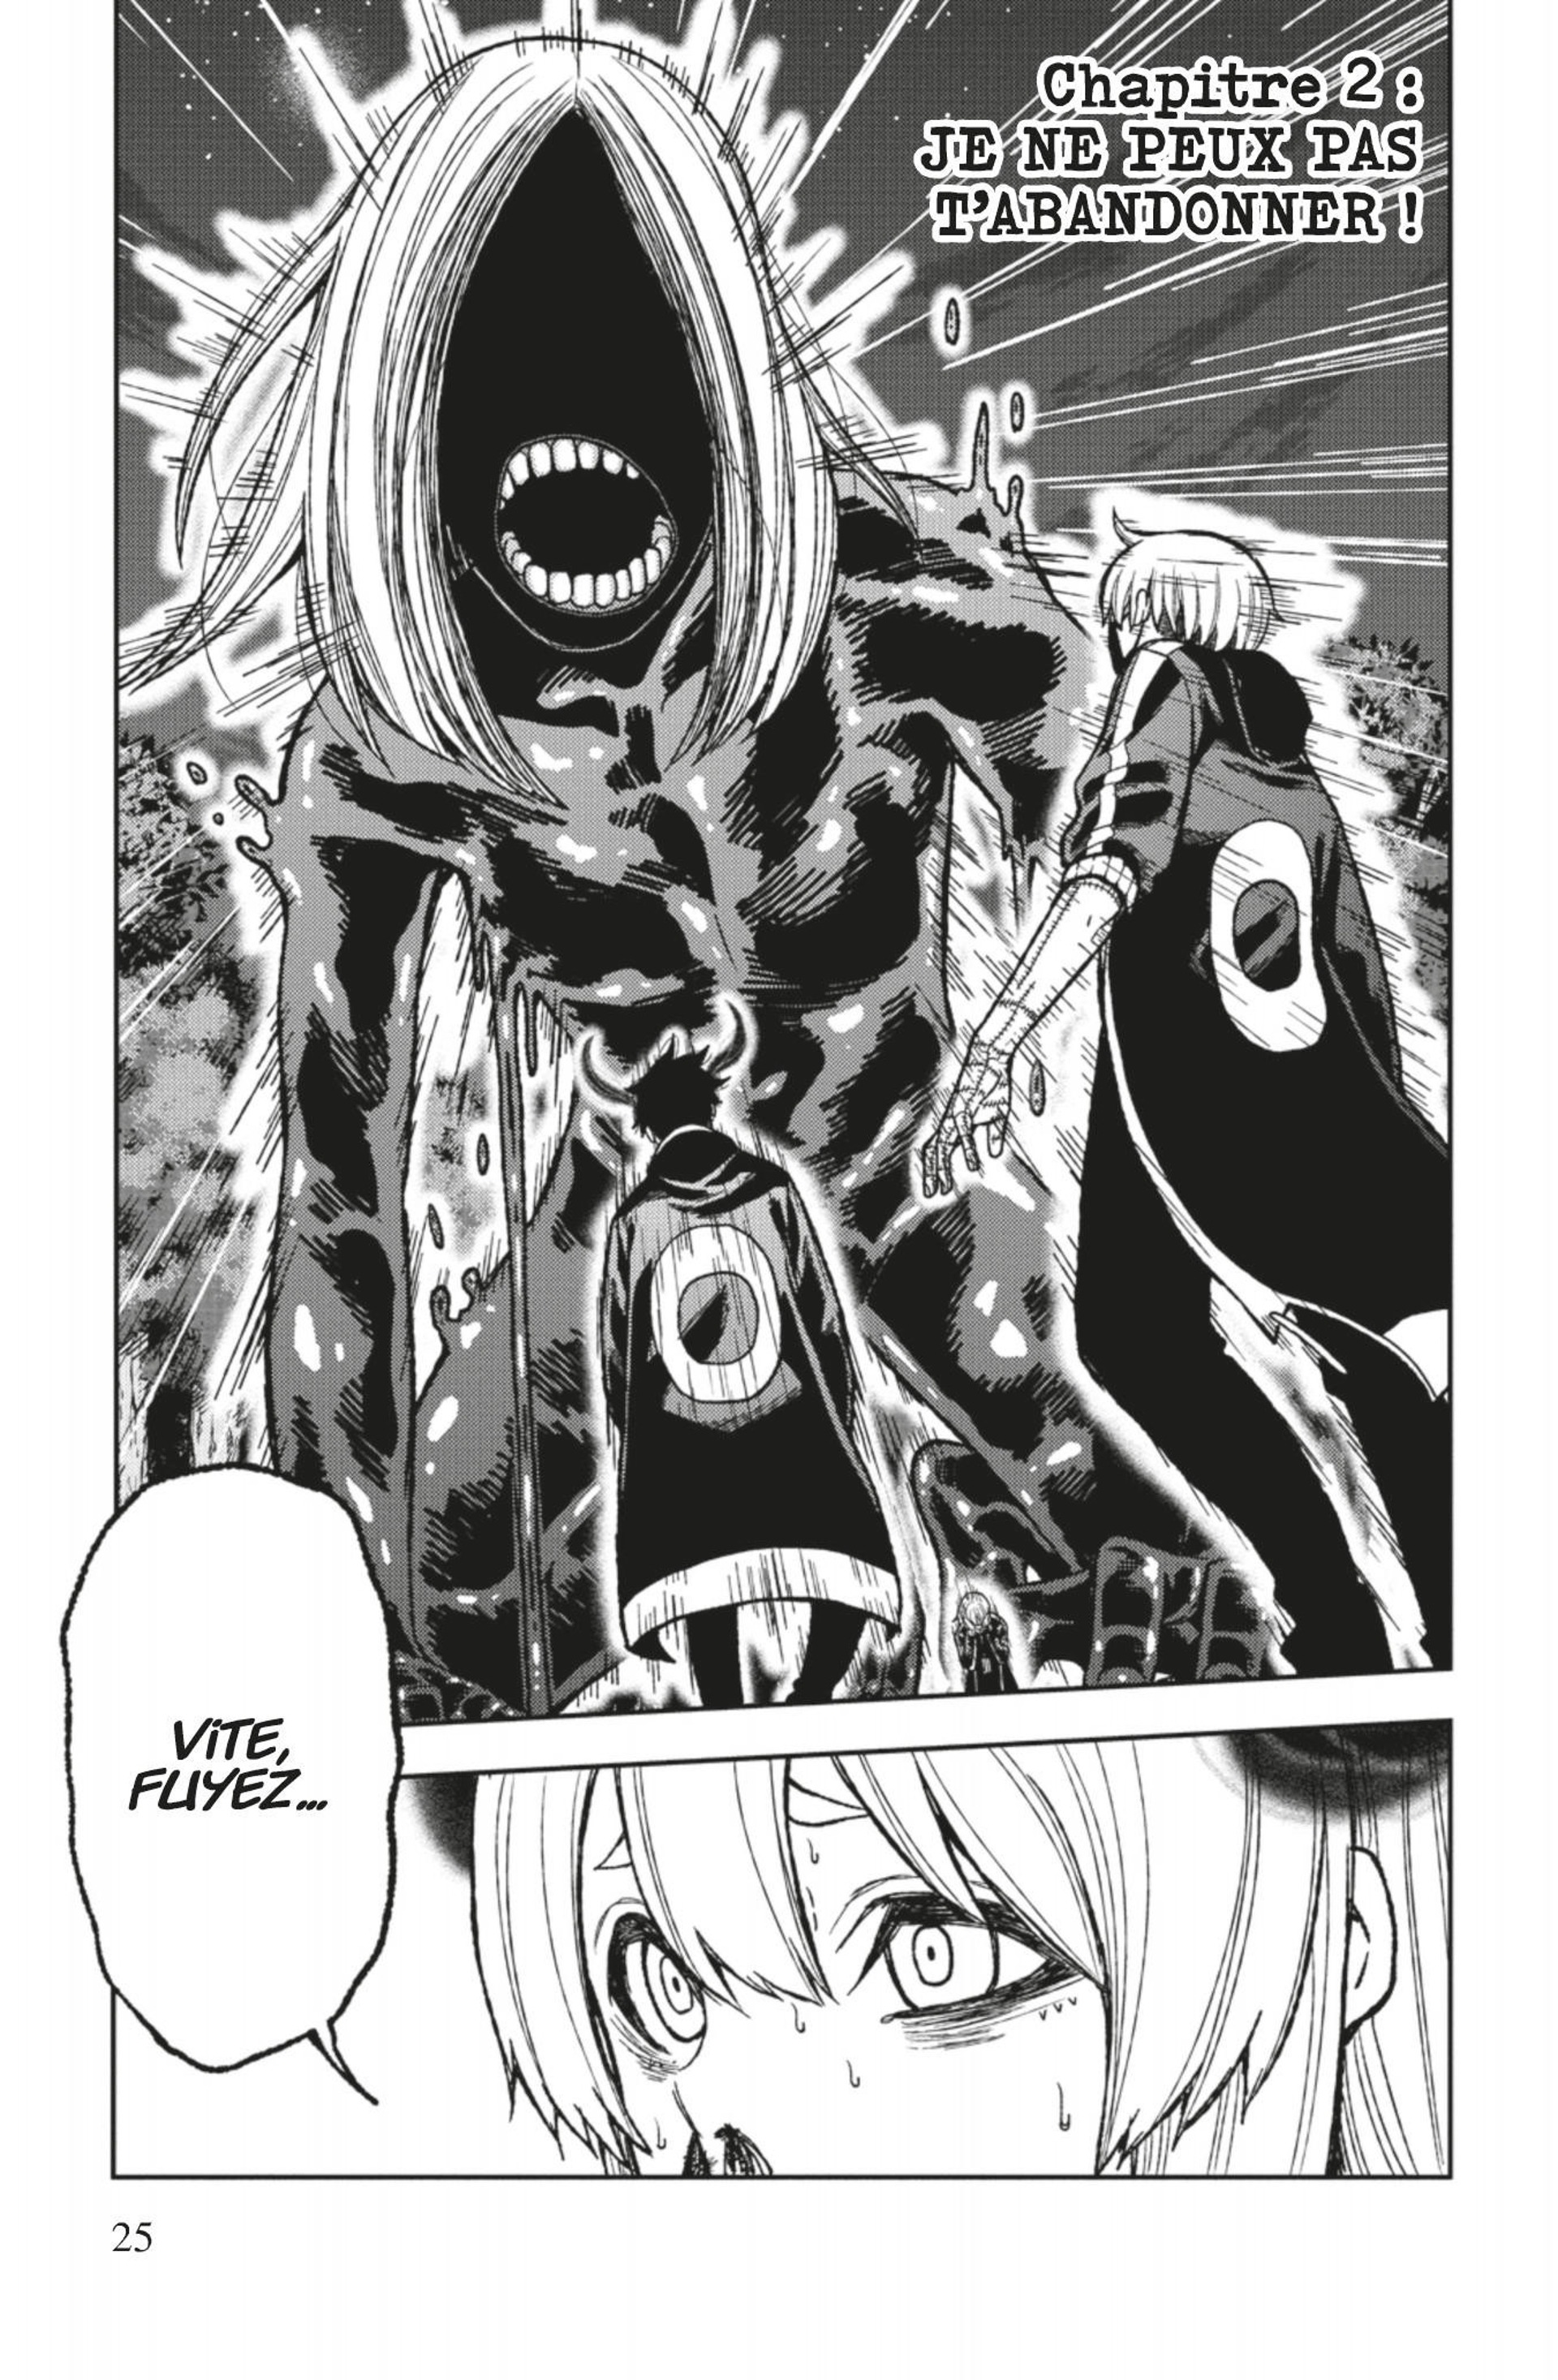 Chapitre 2 :
JE NE PEUX PAS
T'ABANDONNER !
VITE,
FUYEZ...
25